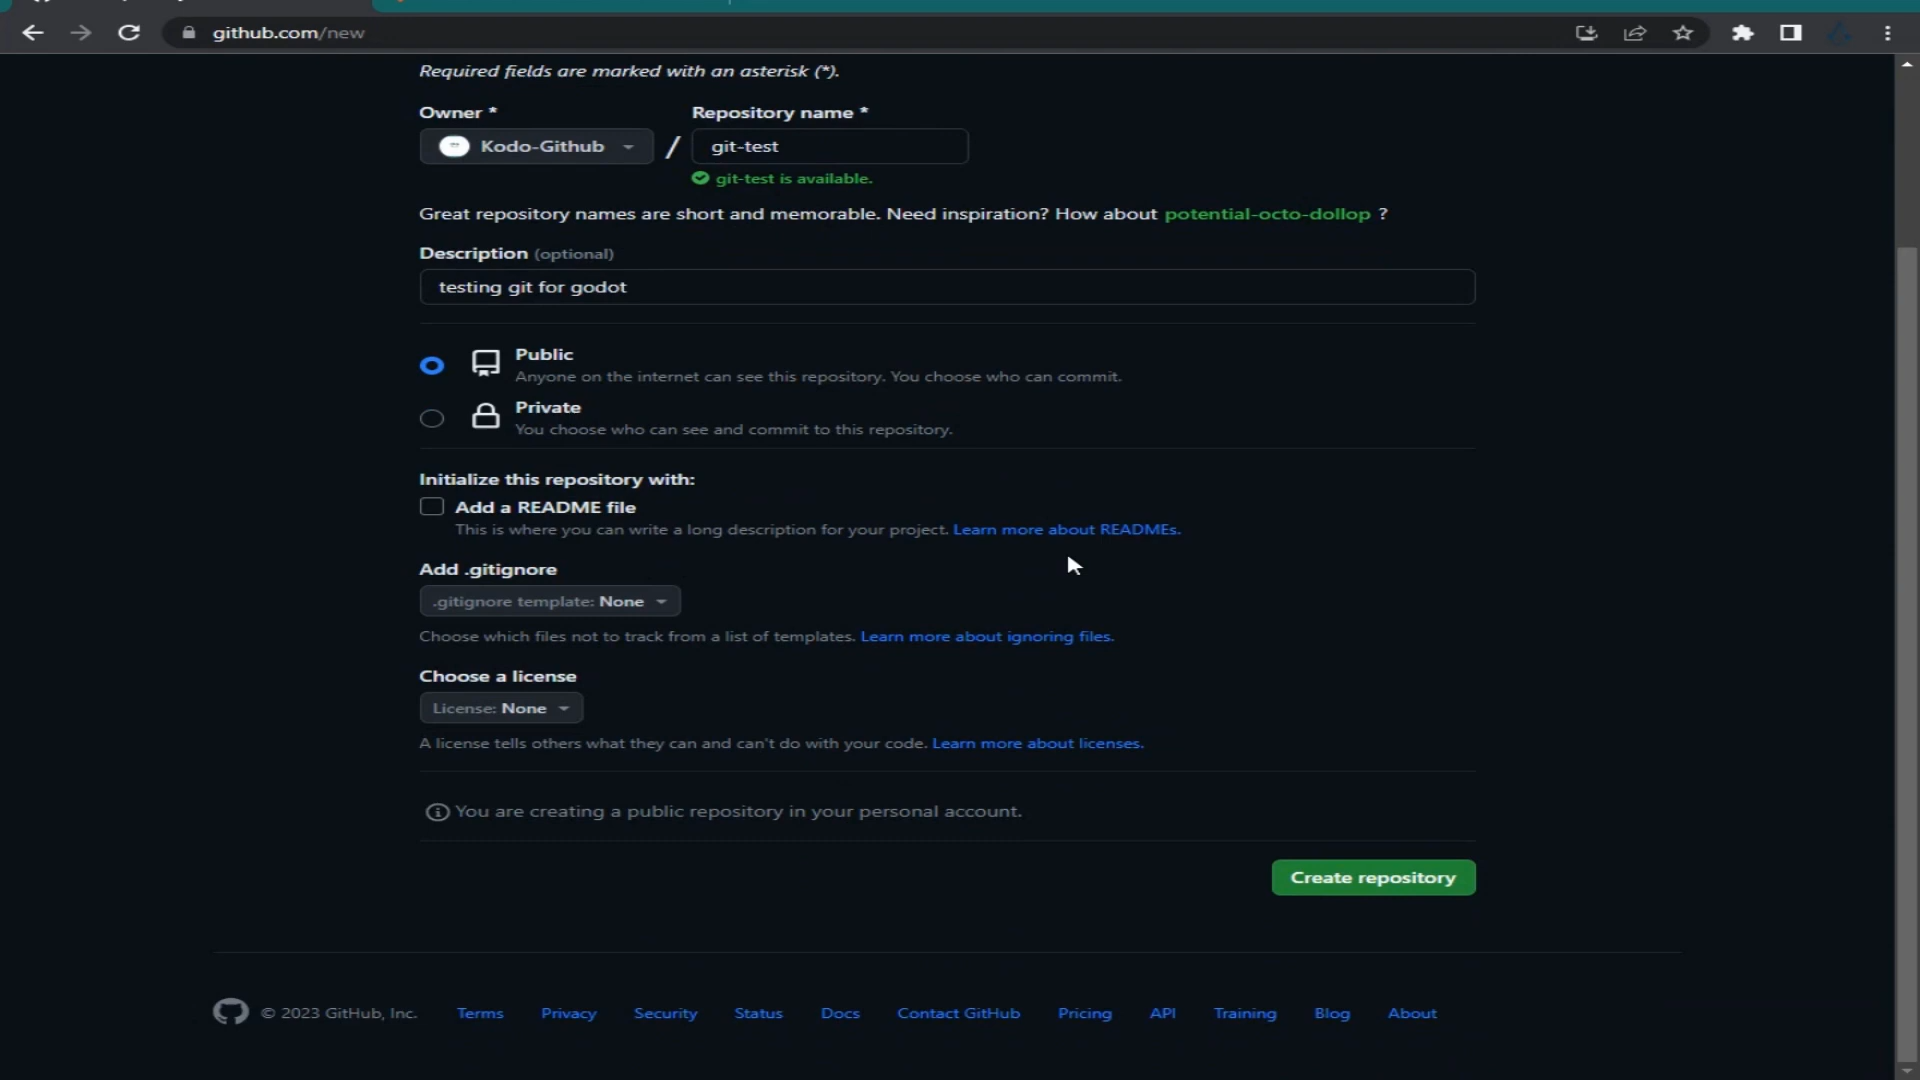 github.com/new
Required fields are marked with an asterisk (*).
Owner * Repository name *
Kodo-Github / git-test
git-test is available.
Great repository names are short and memorable. Need inspiration? How about potential-octo-dollop ?
Description (optional)
testing git for godot
Public
Anyone on the internet can see this repository. You choose who can commit.
Private
You choose who can see and commit to this repository.
Initialize this repository with:
Add a README file
This is where you can write a long description for your project. Learn more about READMEs.
Add .gitignore
.gitignore template: None
Choose which files not to track from a list of templates. Learn more about ignoring files.
Choose a license
License: None
A license tells others what they can and can't do with your code. Learn more about licenses.
You are creating a public repository in your personal account.
Create repository
© 2023 GitHub, Inc. Terms Privacy Security Status Docs Contact GitHub Pricing API Training Blog About